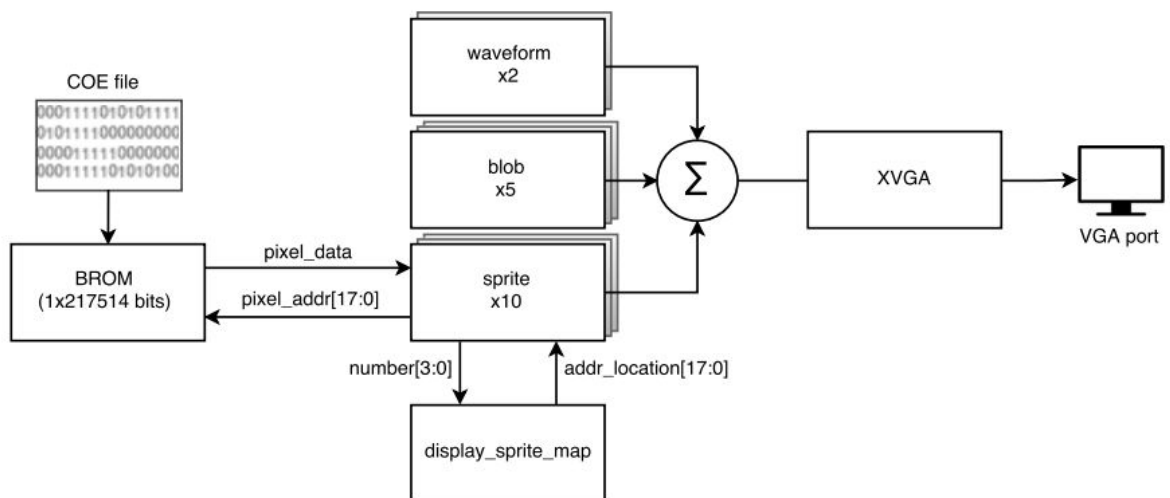 waveform
x2
COE file
0001111010101111
0101111000000000
0000111110000000
0001111101010100
blob
x5
Σ
XVGA
VGA port
BROM
(1x217514 bits)
pixel_data
pixel_addr[17:0]
sprite
x10
number[3:0]
addr_location[17:0]
display_sprite_map